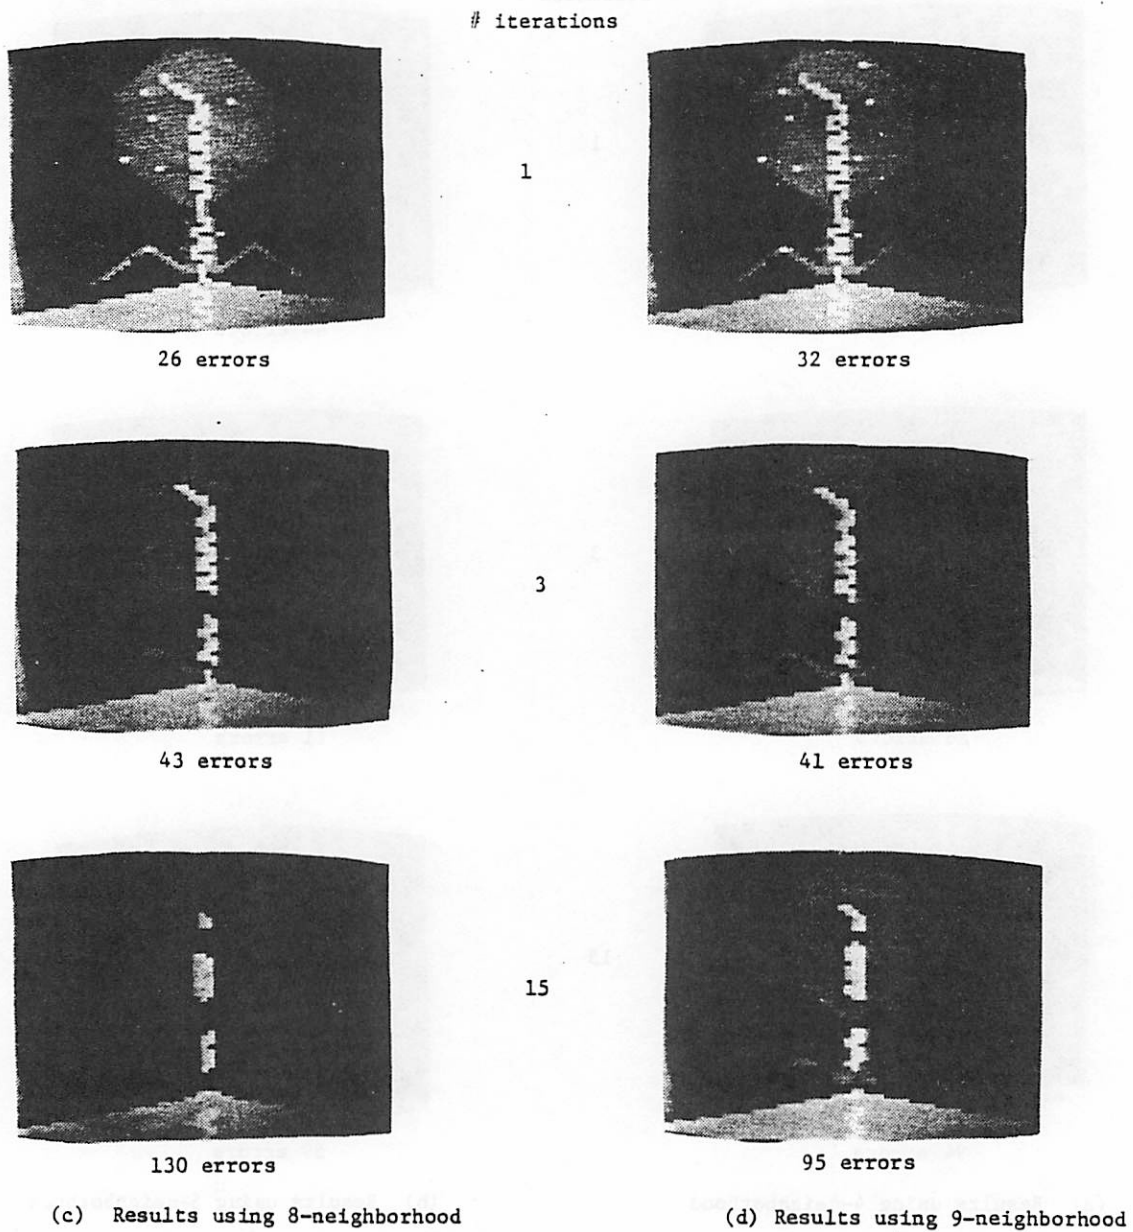 # iterations
1
26 errors
32 errors
3
43 errors
41 errors
15
130 errors
95 errors
(c) Results using 8-neighborhood
(d) Results using 9-neighborhood